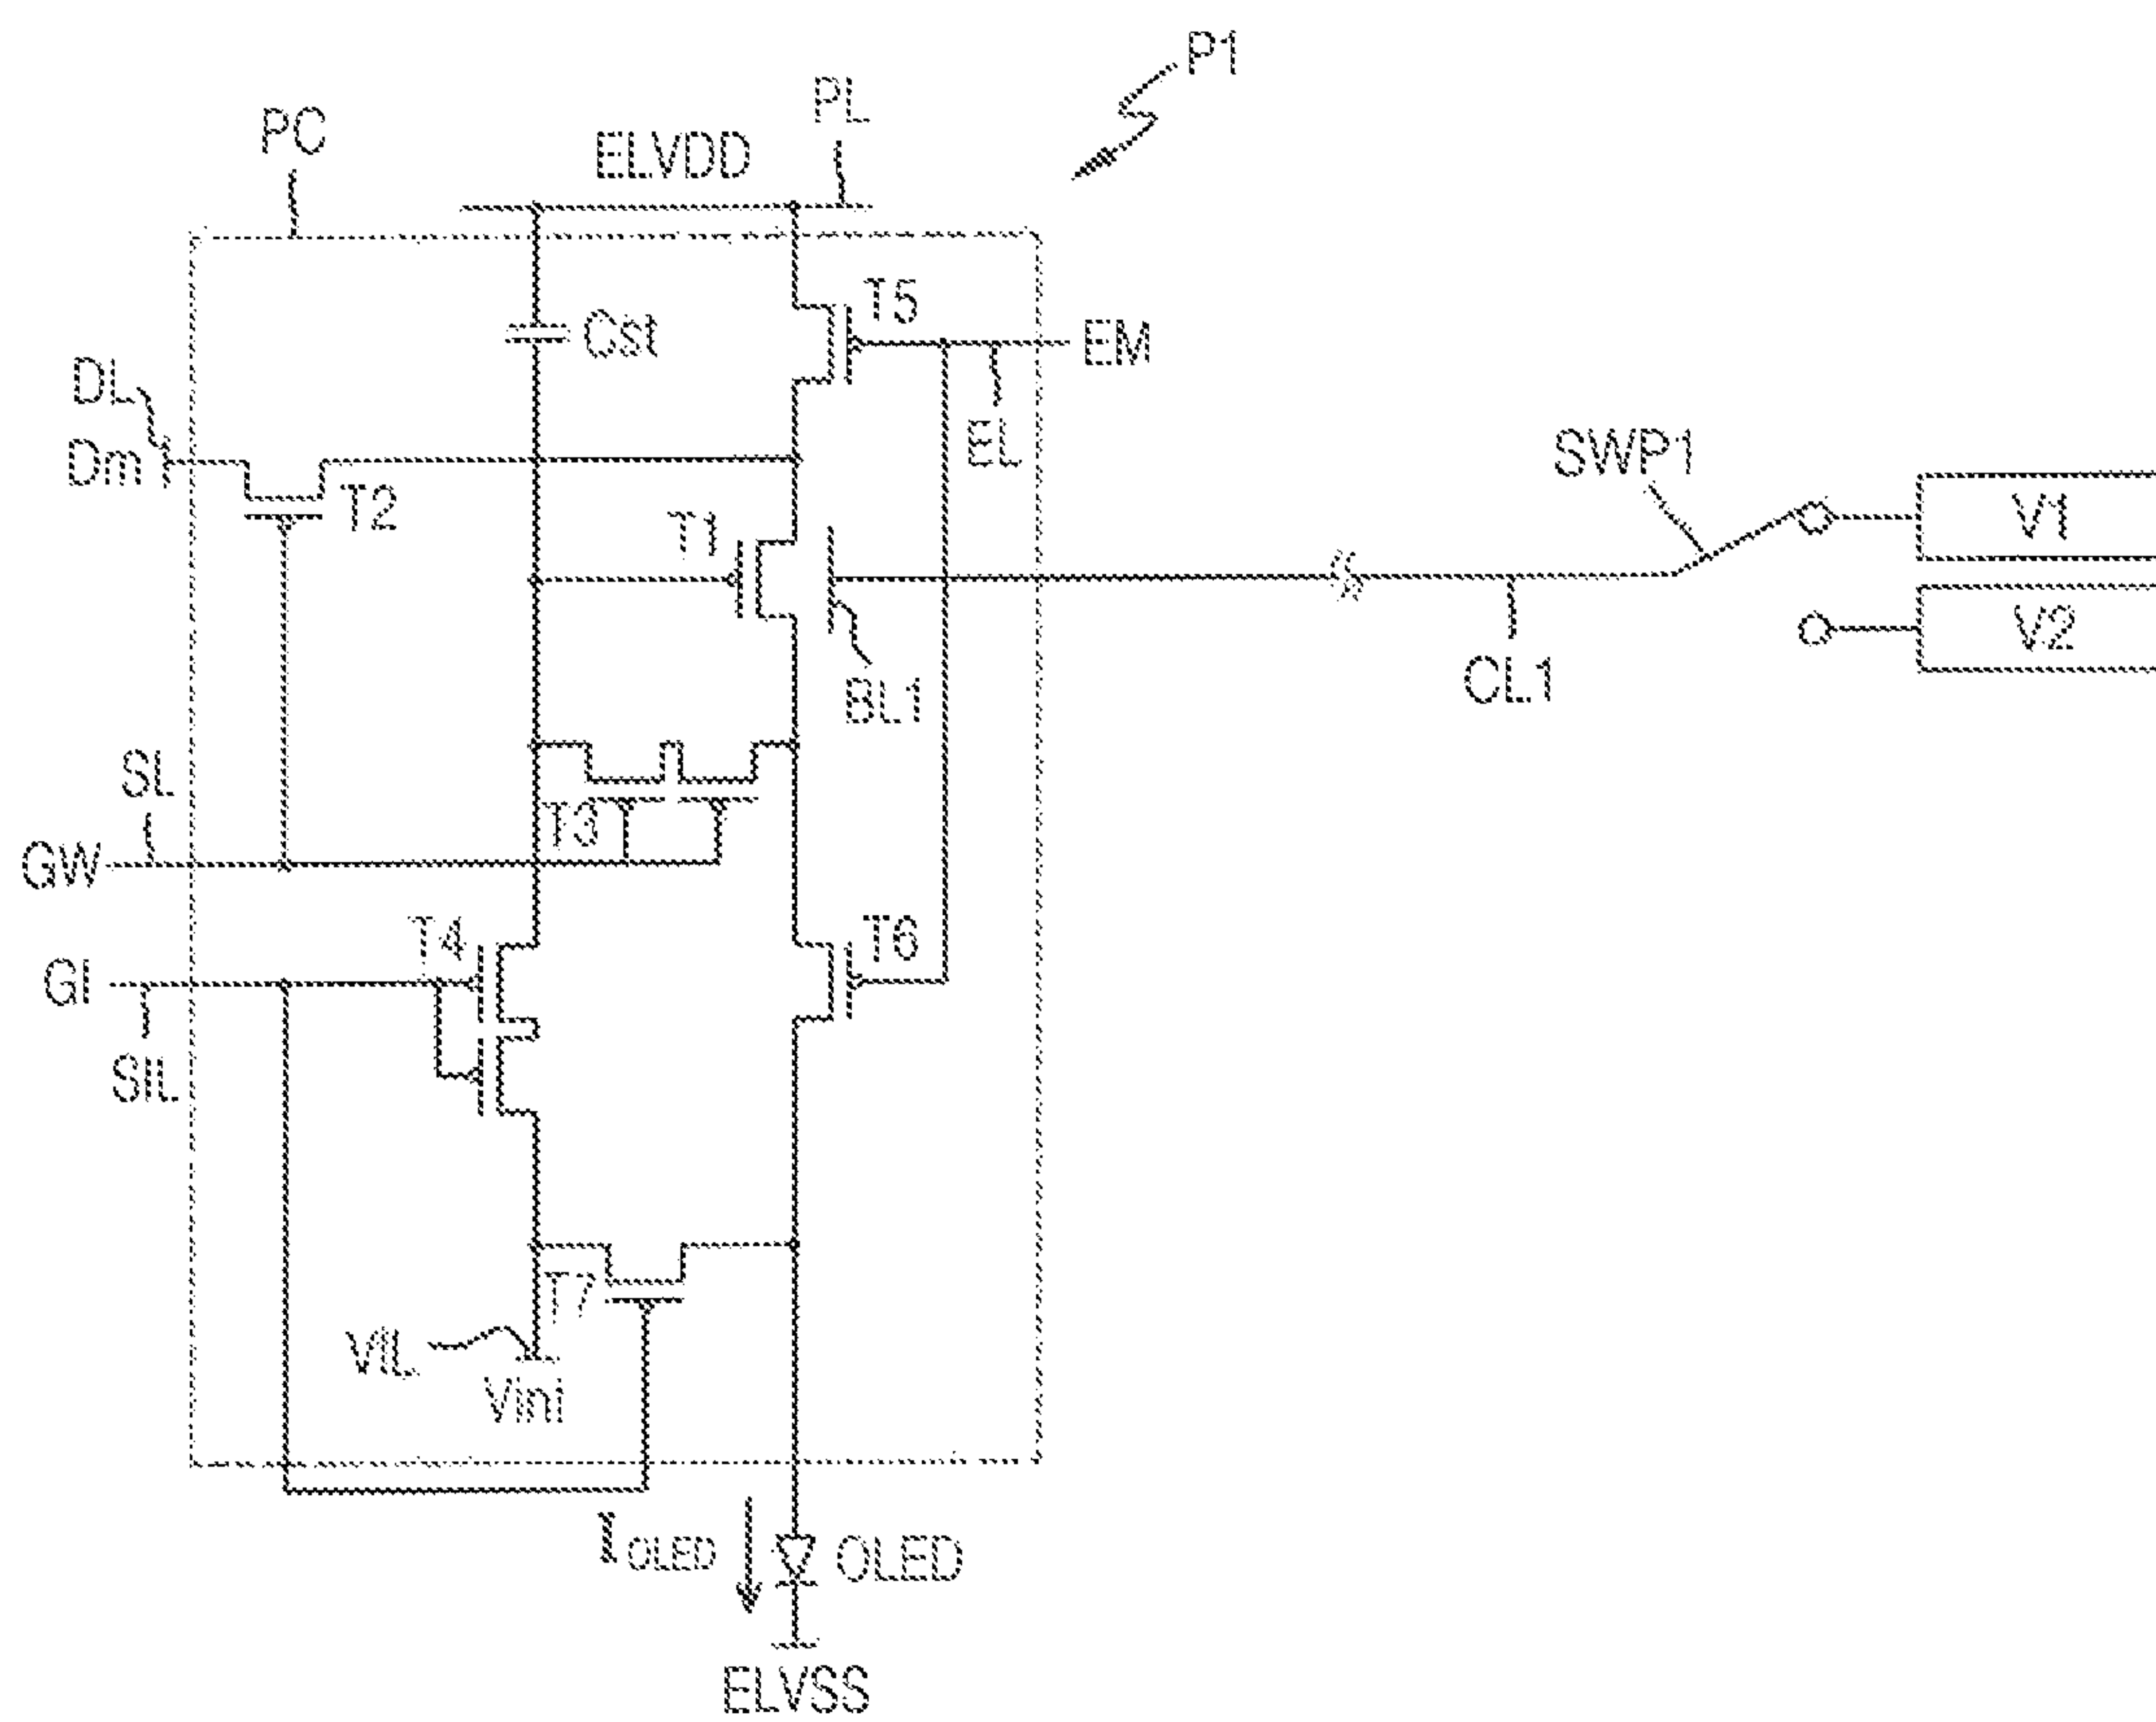 P1
PL
PC
ELVDD
T5
Cst
EM
DL
Dm
EL
SWP1
V1
T2
T1
V2
BL1
CL1
SL
T3
GW
T4
T6
GI
SIL
T7
VIL
Vini
IOLED
OLED
ELVSS